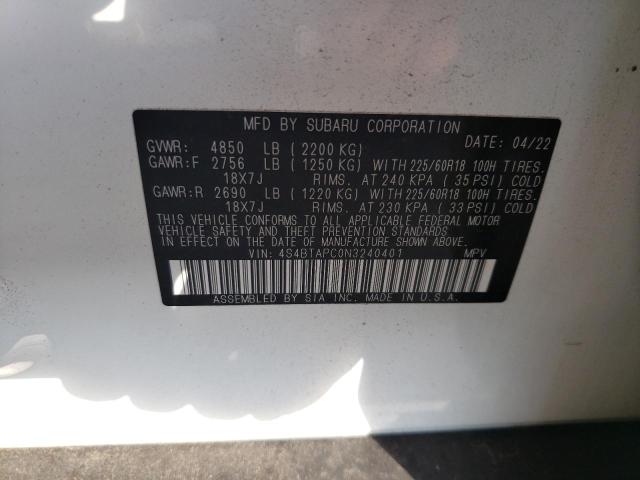 MFD BY SUBARU CORPORATION
GVWR: 4850 LB ( 2200 KG) DATE: 04/22
GAWR:F 2756 LB ( 1250 KG) WITH 225/60R18 100H TIRES.
18X7J RIMS. AT 240 KPA ( 35 PSI) COLD
GAWR:R 2690 LB ( 1220 KG) WITH 225/60R18 100H TIRES.
18X7J RIMS. AT 230 KPA ( 33 PSI) COLD
THIS VEHICLE CONFORMS TO ALL APPLICABLE FEDERAL MOTOR
VEHICLE SAFETY AND THEFT PREVENTION STANDARDS
IN EFFECT ON THE DATE OF MANUFACTURE SHOWN ABOVE.
VIN: 4S4BTAPC0N3240401 MPV
ASSEMBLED BY SIA INC. MADE IN U.S.A.